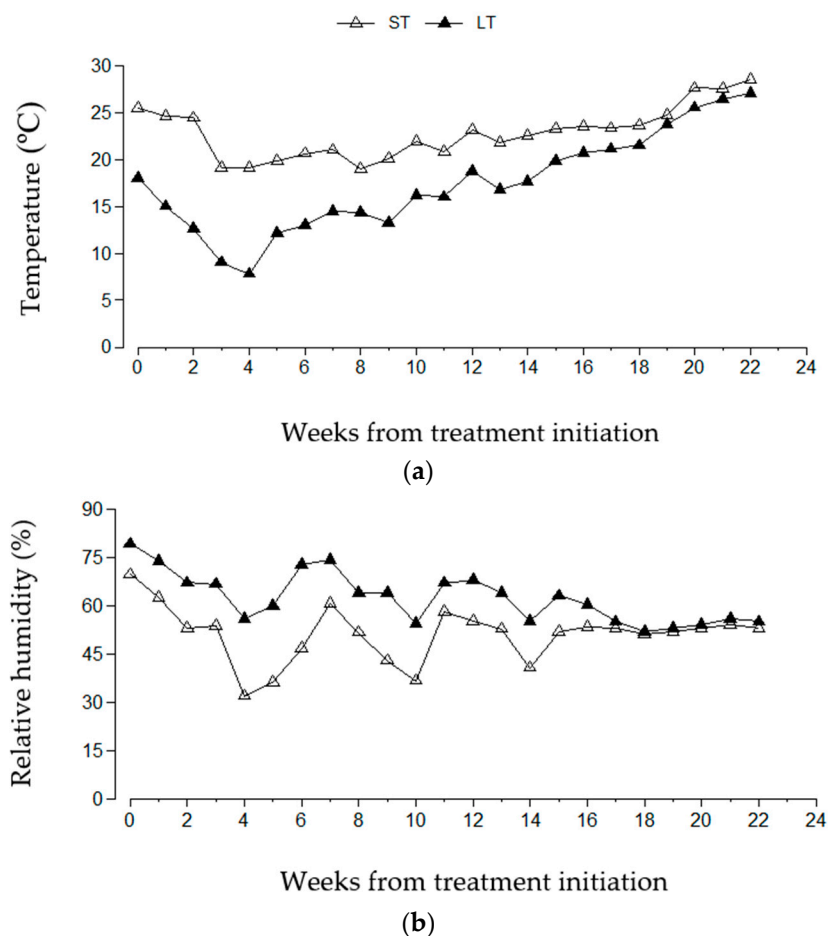 ST LT
Temperature (°C)
30
25
20
15
10
5
0
0 2 4 6 8 10 12 14 16 18 20 22 24
Weeks from treatment initiation
(a)
Relative humidity (%)
90
75
60
45
30
15
0
0 2 4 6 8 10 12 14 16 18 20 22 24
Weeks from treatment initiation
(b)